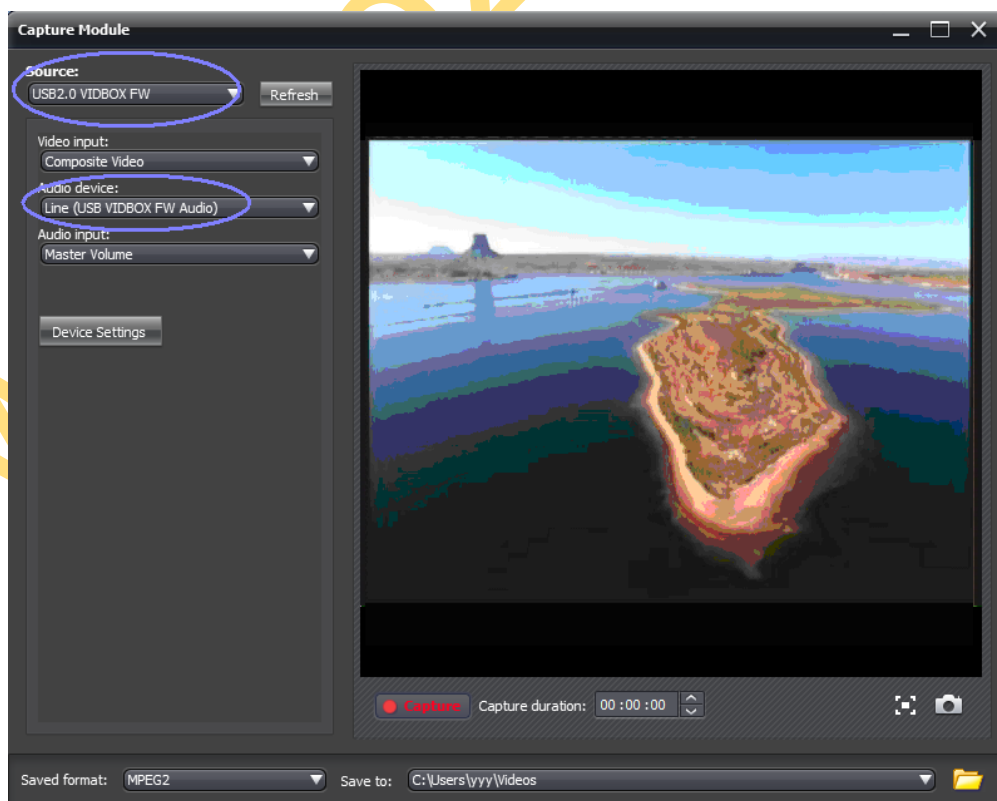 Capture Module
Source:
USB2.0 VIDBOX FW
Refresh
Video input:
Composite Video
Audio device:
Line (USB VIDBOX FW Audio)
Audio input:
Master Volume
Device Settings
Capture Capture duration: 00 :00 :00
Saved format: MPEG2 Save to: C:\Users\yyy\Videos